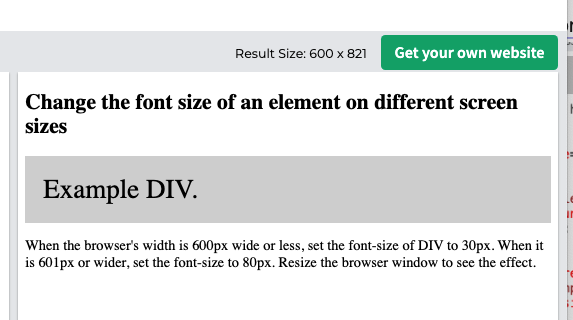 Result Size: 600 x 821
Get your own website
Change the font size of an element on different screen
sizes
Example DIV.
When the browser's width is 600px wide or less, set the font-size of DIV to 30px. When it
is 601px or wider, set the font-size to 80px. Resize the browser window to see the effect.